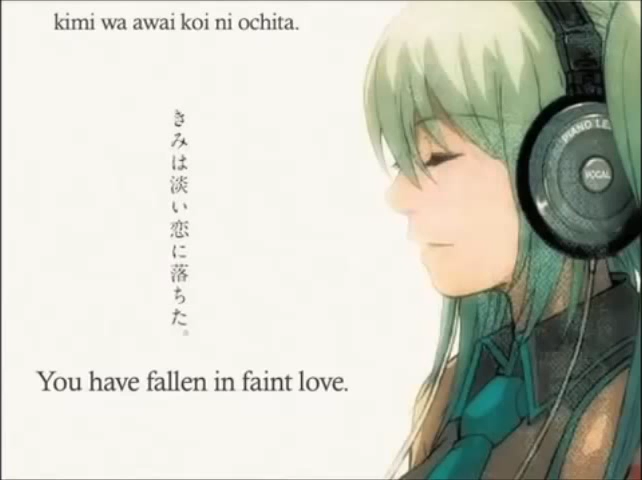 kimi wa awai koi ni ochita.
きみは淡い恋に落ちた。
You have fallen in faint love.
PIANO LE
VOCAL